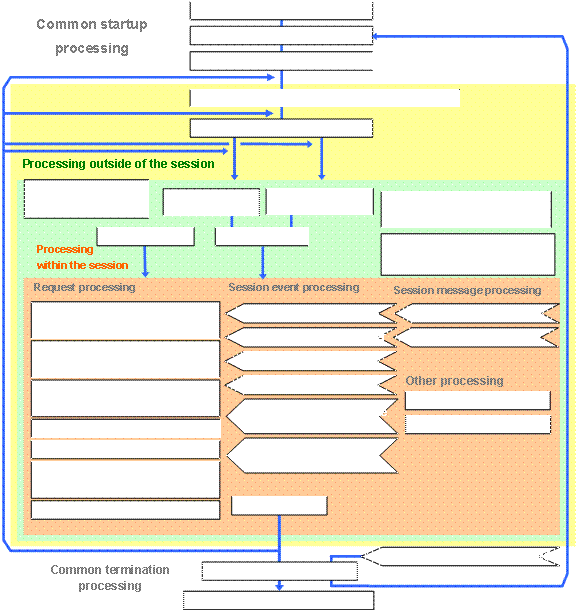 Common startup
processing
Processing outside of the session
Processing
within the session
Request processing
Session event processing
Session message processing
Other processing
Common termination
processing